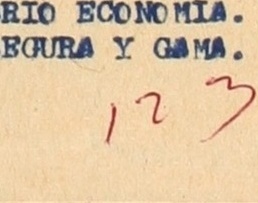 RIO ECONOMIA.
EGURA Y GAMA.
123